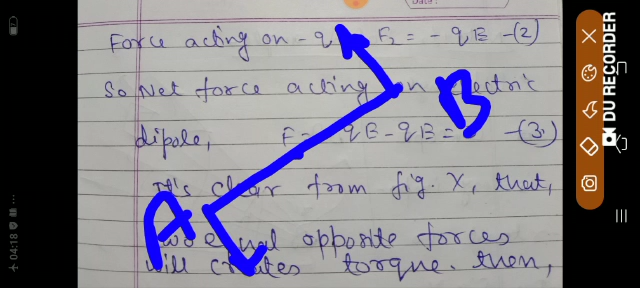 Force acting on -q F₂ = -qE -(2)
So Net force acting on electric
B
dipole, F = qE - qE = -(3)
It's clear from fig. X, that,
A
two equal opposite forces
will creates torque. then,
DU RECORDER
04:18